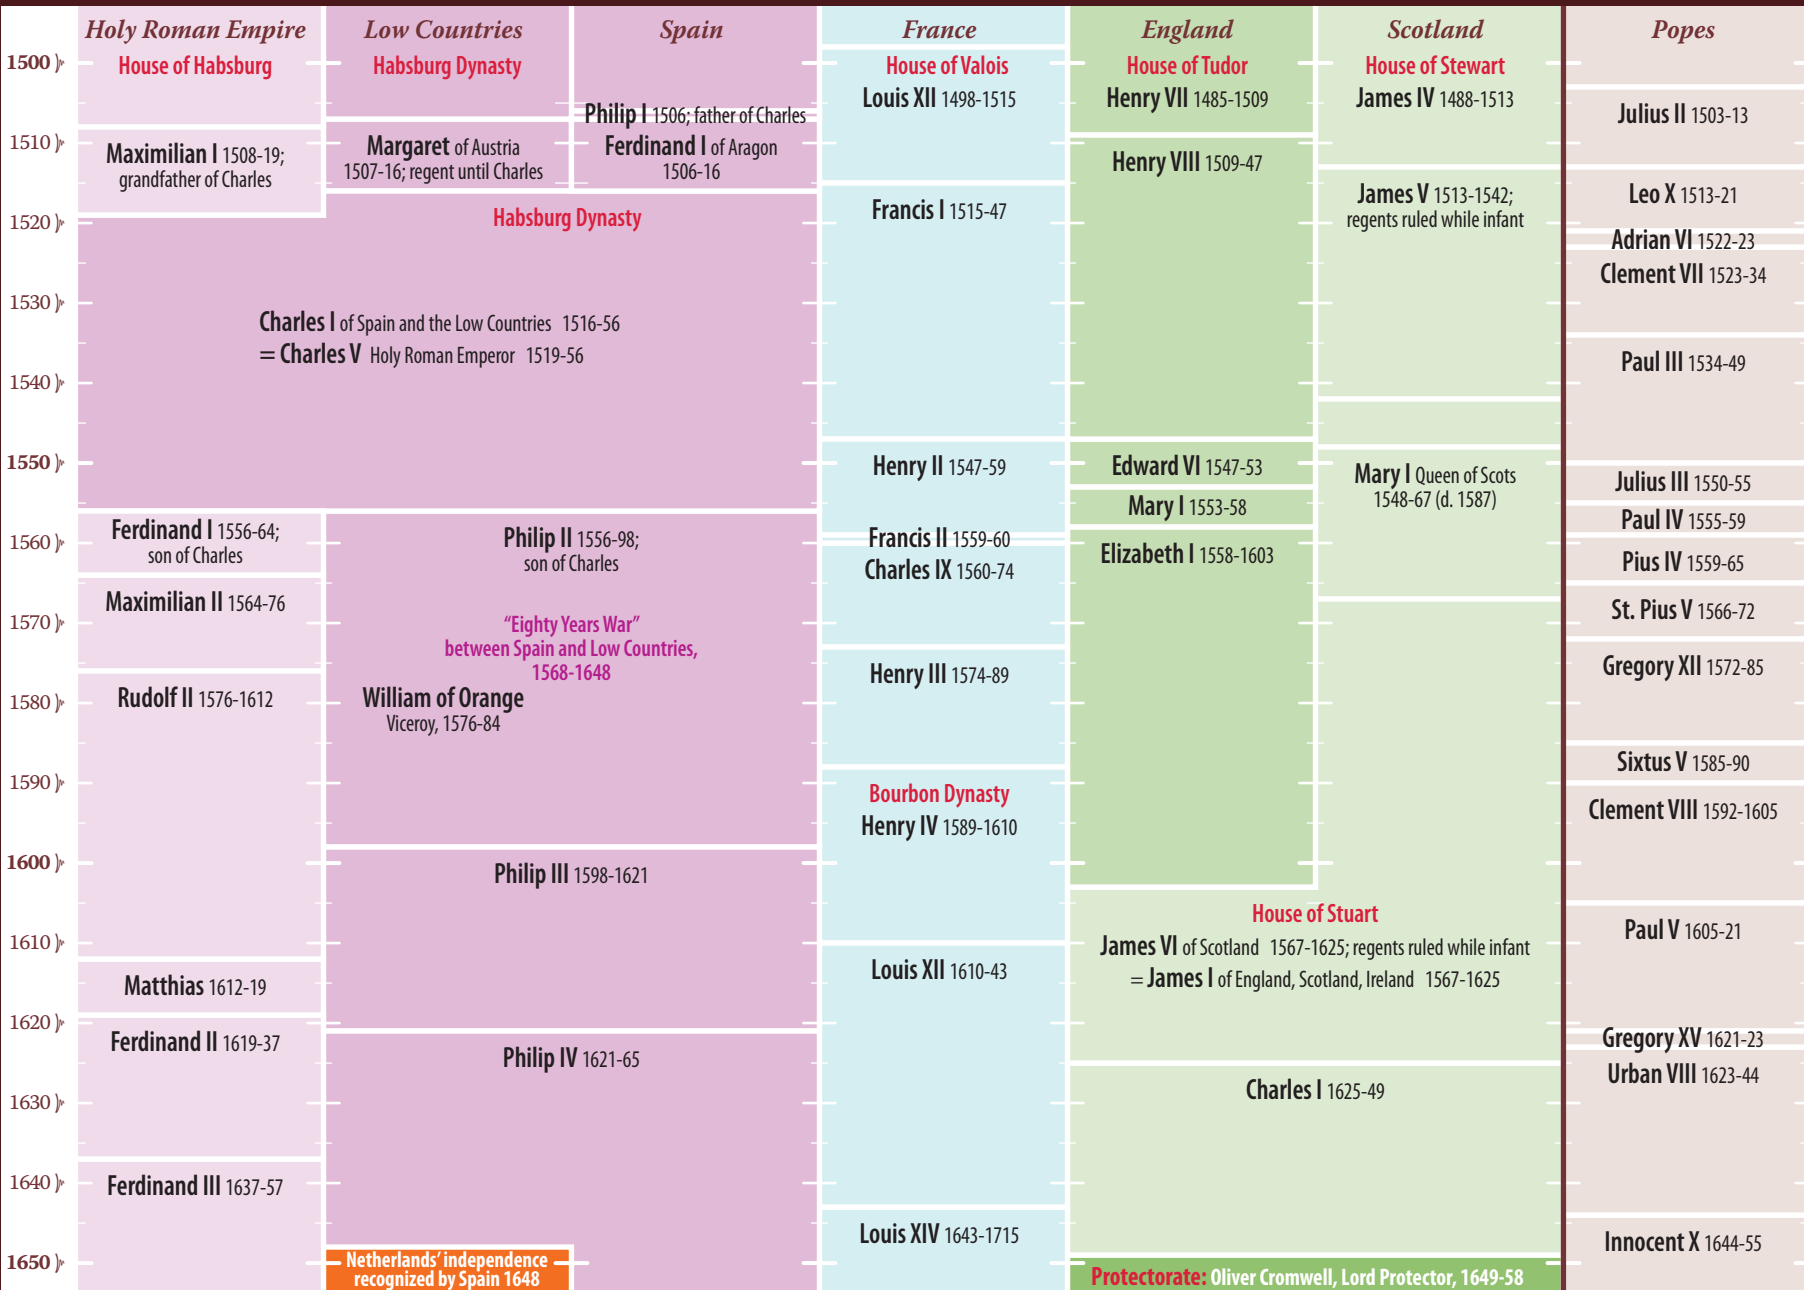 Holy Roman Empire
Low Countries
Spain
France
England
Scotland
Popes
1500
1510
1520
1530
1540
1550
1560
1570
1580
1590
1600
1610
1620
1630
1640
1650
House of Habsburg
Maximilian I 1508-19;
grandfather of Charles
Habsburg Dynasty
Margaret of Austria
1507-16; regent until Charles
Philip I 1506; father of Charles
Ferdinand I of Aragon
1506-16
Habsburg Dynasty
Charles I of Spain and the Low Countries 1516-56
= Charles V Holy Roman Emperor 1519-56
Ferdinand I 1556-64;
son of Charles
Maximilian II 1564-76
Rudolf II 1576-1612
Matthias 1612-19
Ferdinand II 1619-37
Ferdinand III 1637-57
Philip II 1556-98;
son of Charles
“Eighty Years War”
between Spain and Low Countries,
1568-1648
William of Orange
Viceroy, 1576-84
Philip III 1598-1621
Philip IV 1621-65
Netherlands’ independence
recognized by Spain 1648
House of Valois
Louis XII 1498-1515
Francis I 1515-47
Henry II 1547-59
Francis II 1559-60
Charles IX 1560-74
Henry III 1574-89
Bourbon Dynasty
Henry IV 1589-1610
Louis XII 1610-43
Louis XIV 1643-1715
House of Tudor
Henry VII 1485-1509
Henry VIII 1509-47
Edward VI 1547-53
Mary I 1553-58
Elizabeth I 1558-1603
House of Stewart
James IV 1488-1513
James V 1513-1542;
regents ruled while infant
Mary I Queen of Scots
1548-67 (d. 1587)
House of Stuart
James VI of Scotland 1567-1625; regents ruled while infant
= James I of England, Scotland, Ireland 1567-1625
Charles I 1625-49
Protectorate: Oliver Cromwell, Lord Protector, 1649-58
Julius II 1503-13
Leo X 1513-21
Adrian VI 1522-23
Clement VII 1523-34
Paul III 1534-49
Julius III 1550-55
Paul IV 1555-59
Pius IV 1559-65
St. Pius V 1566-72
Gregory XII 1572-85
Sixtus V 1585-90
Clement VIII 1592-1605
Paul V 1605-21
Gregory XV 1621-23
Urban VIII 1623-44
Innocent X 1644-55